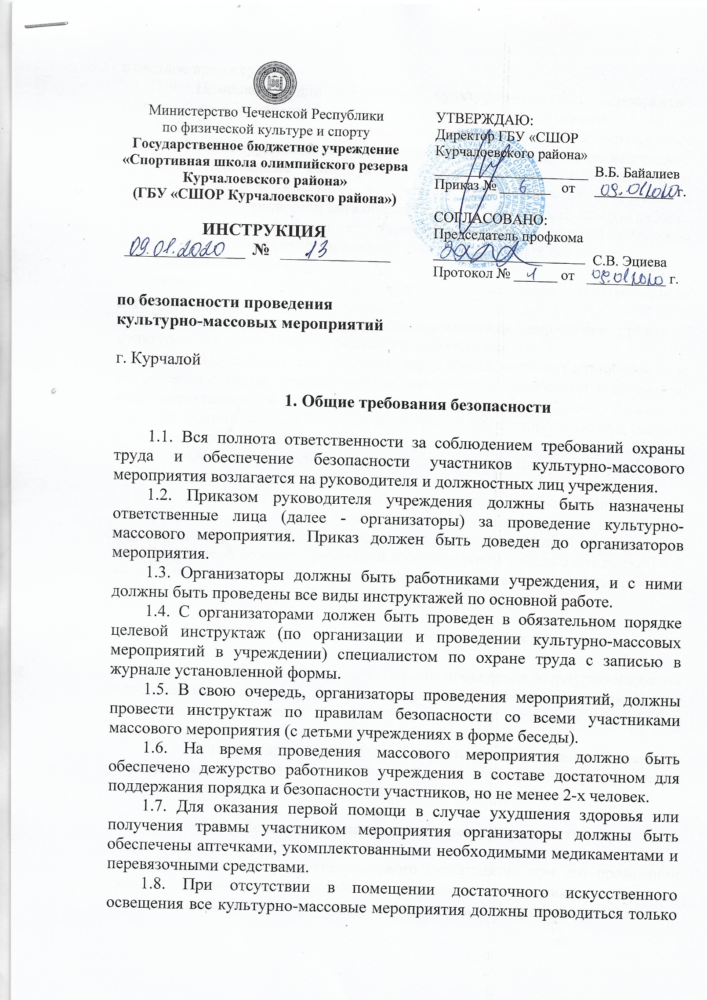 Министерство Чеченской Республики
по физической культуре и спорту
Государственное бюджетное учреждение
«Спортивная школа олимпийского резерва
Курчалоевского района»
(ГБУ «СШОР Курчалоевского района»)
ИНСТРУКЦИЯ
09.01.2020 № 13
УТВЕРЖДАЮ:
Директор ГБУ «СШОР
Курчалоевского района»
В.Б. Байалиев
Приказ № 6 от 09.01.2020 г.
СОГЛАСОВАНО:
Председатель профкома
С.В. Эциева
Протокол № 1 от 09.01.2020 г.
по безопасности проведения
культурно-массовых мероприятий
г. Курчалой
1. Общие требования безопасности
1.1. Вся полнота ответственности за соблюдением требований охраны
труда и обеспечение безопасности участников культурно-массового
мероприятия возлагается на руководителя и должностных лиц учреждения.
1.2. Приказом руководителя учреждения должны быть назначены
ответственные лица (далее - организаторы) за проведение культурно-
массового мероприятия. Приказ должен быть доведен до организаторов
мероприятия.
1.3. Организаторы должны быть работниками учреждения, и с ними
должны быть проведены все виды инструктажей по основной работе.
1.4. С организаторами должен быть проведен в обязательном порядке
целевой инструктаж (по организации и проведении культурно-массовых
мероприятий в учреждении) специалистом по охране труда с записью в
журнале установленной формы.
1.5. В свою очередь, организаторы проведения мероприятий, должны
провести инструктаж по правилам безопасности со всеми участниками
массового мероприятия (с детьми учреждениях в форме беседы).
1.6. На время проведения массового мероприятия должно быть
обеспечено дежурство работников учреждения в составе достаточном для
поддержания порядка и безопасности участников, но не менее 2-х человек.
1.7. Для оказания первой помощи в случае ухудшения здоровья или
получения травмы участником мероприятия организаторы должны быть
обеспечены аптечками, укомплектованными необходимыми медикаментами и
перевязочными средствами.
1.8. При отсутствии в помещении достаточного искусственного
освещения все культурно-массовые мероприятия должны проводиться только